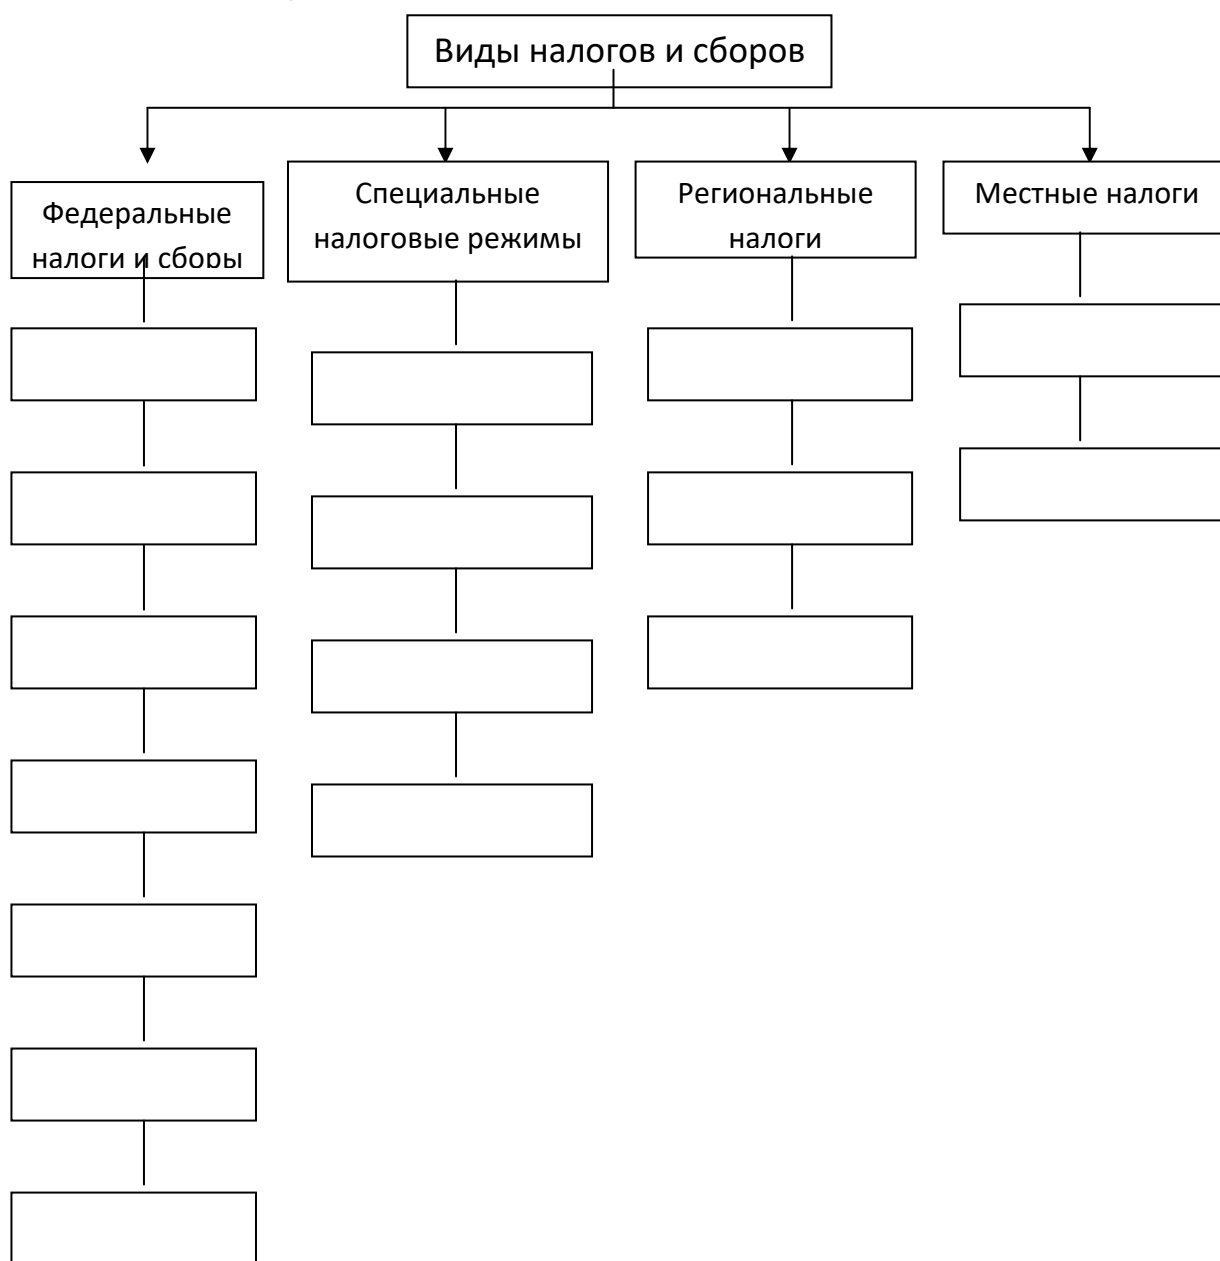 Виды налогов и сборов
Федеральные
налоги и сборы
Специальные
налоговые режимы
Региональные
налоги
Местные налоги